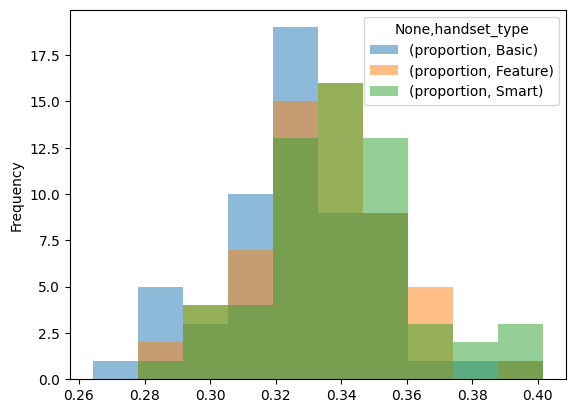 None,handset_type
(proportion, Basic)
(proportion, Feature)
(proportion, Smart)
Frequency
17.5
15.0
12.5
10.0
7.5
5.0
2.5
0.0
0.26 0.28 0.30 0.32 0.34 0.36 0.38 0.40